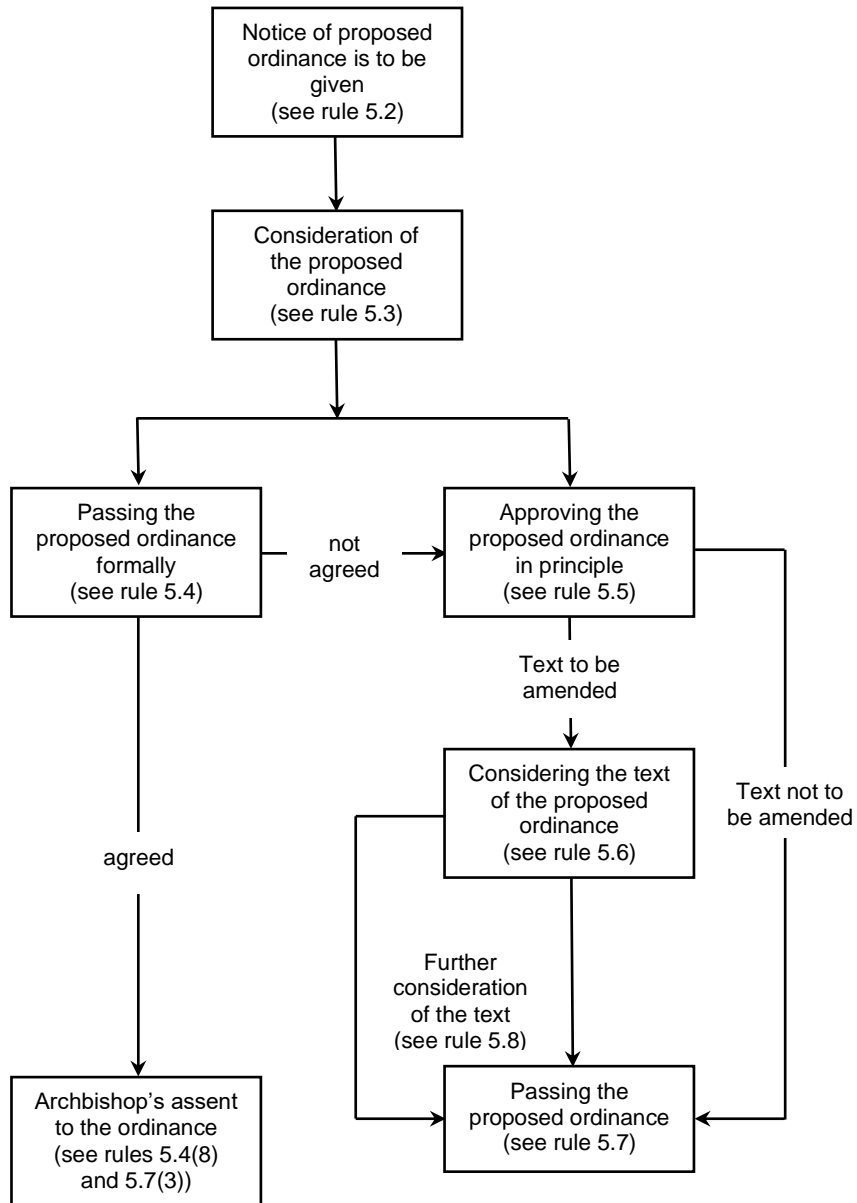 Notice of proposed
ordinance is to be
given
(see rule 5.2)
Consideration of
the proposed
ordinance
(see rule 5.3)
Passing the
proposed ordinance
formally
(see rule 5.4)
not
agreed
Approving the
proposed ordinance
in principle
(see rule 5.5)
Text to be
amended
Considering the text
of the proposed
ordinance
(see rule 5.6)
Text not to
be amended
agreed
Further
consideration
of the text
(see rule 5.8)
Archbishop's assent
to the ordinance
(see rules 5.4(8)
and 5.7(3))
Passing the
proposed ordinance
(see rule 5.7)